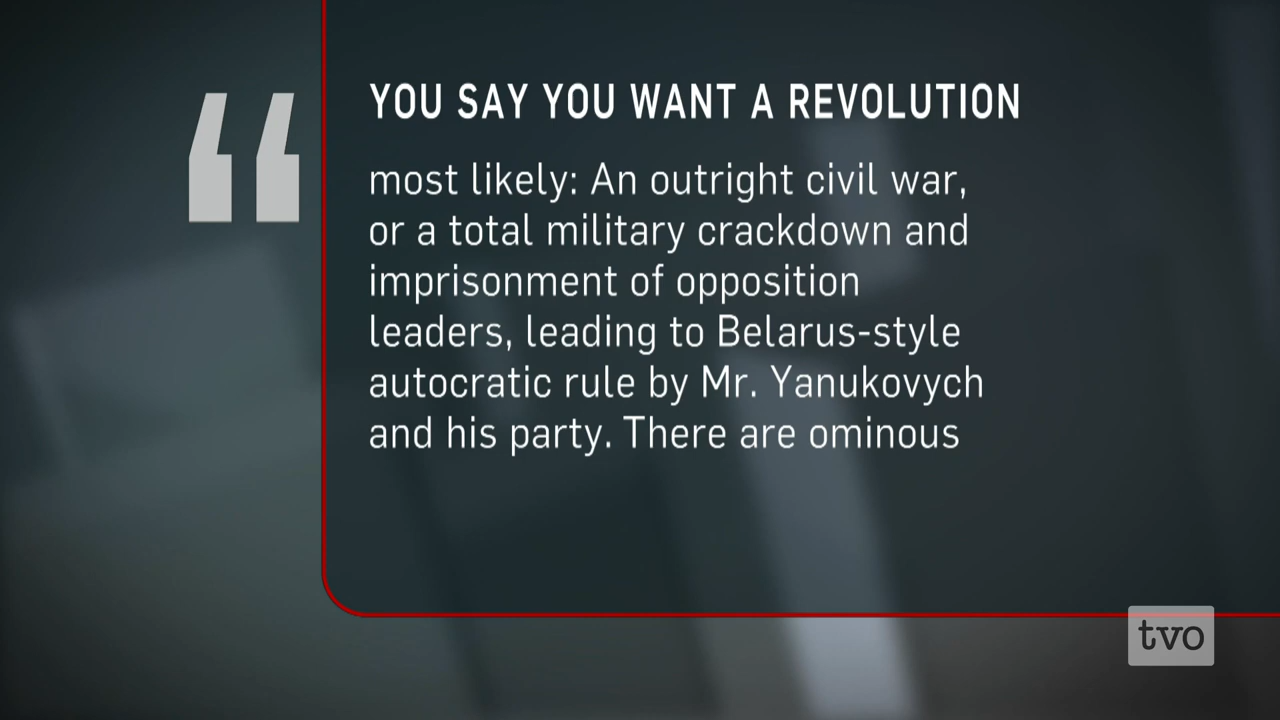 “
YOU SAY YOU WANT A REVOLUTION
most likely: An outright civil war,
or a total military crackdown and
imprisonment of opposition
leaders, leading to Belarus-style
autocratic rule by Mr. Yanukovych
and his party. There are ominous
tvo